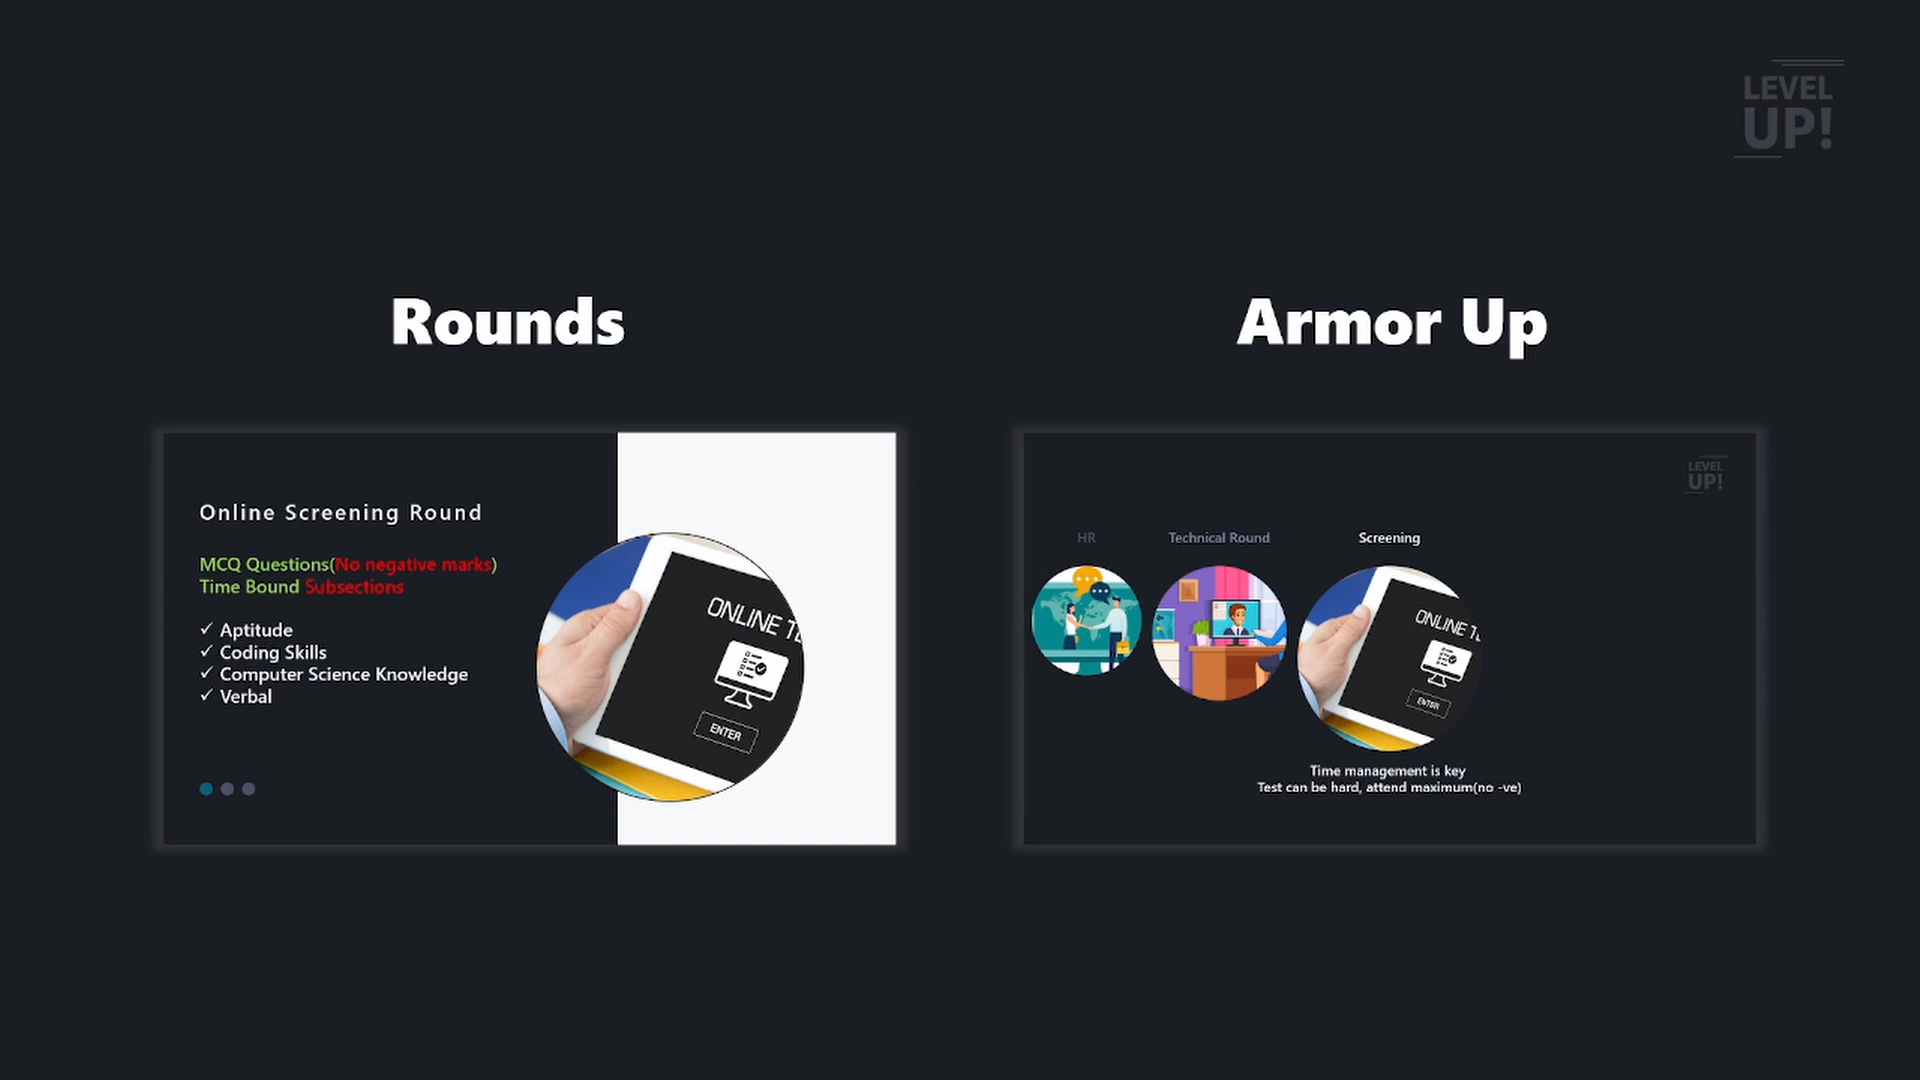 LEVEL
UP!
Rounds
Armor Up
Online Screening Round
MCQ Questions(No negative marks)
Time Bound Subsections
✓ Aptitude
✓ Coding Skills
✓ Computer Science Knowledge
✓ Verbal
ONLINE
ENTER
LEVEL
UP!
HR
Technical Round
Screening
ONLINE
ENTER
Time management is key
Test can be hard, attend maximum(no -ve)